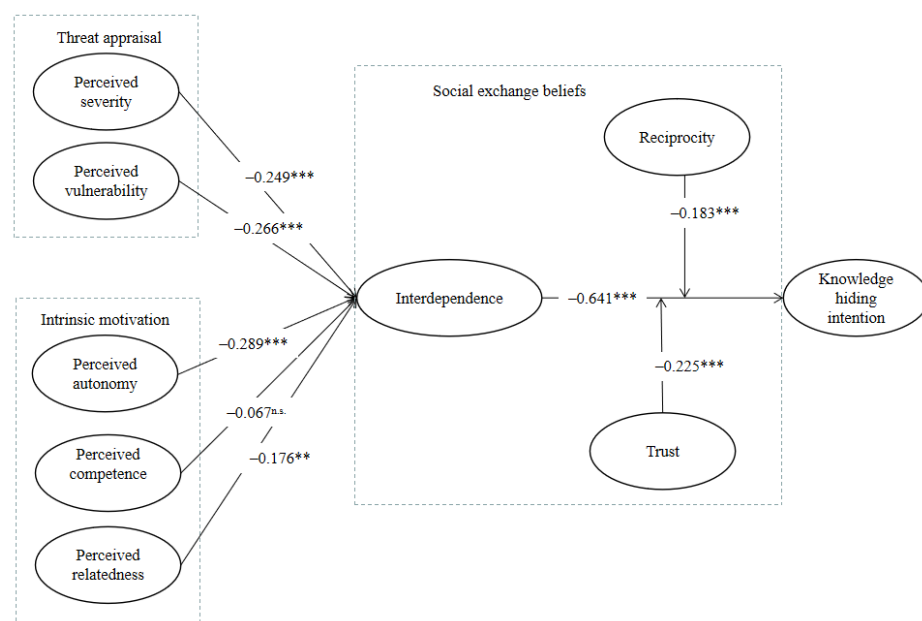 Threat appraisal
Perceived
severity
Perceived
vulnerability
−0.249***
−0.266***
Intrinsic motivation
Perceived
autonomy
Perceived
competence
Perceived
relatedness
−0.289***
−0.067n.s.
−0.176**
Social exchange beliefs
Reciprocity
−0.183***
Interdependence
−0.641***
Knowledge
hiding
intention
−0.225***
Trust